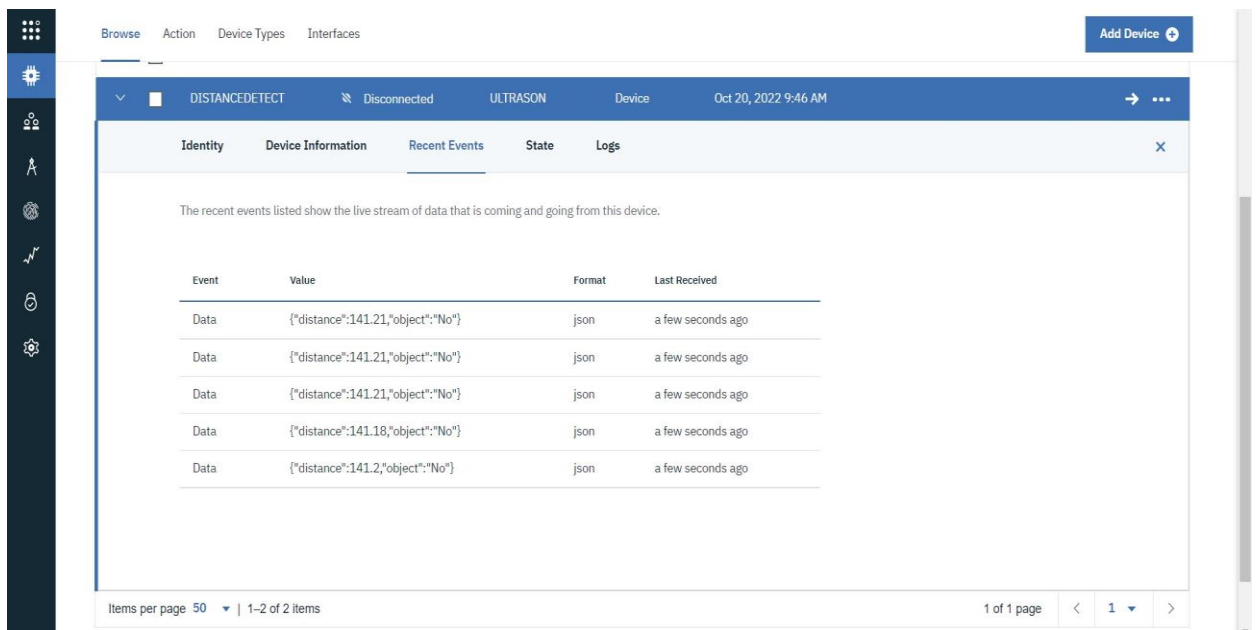 Browse Action Device Types Interfaces Add Device
DISTANCEDETECT Disconnected ULTRASON Device Oct 20, 2022 9:46 AM
Identity Device Information Recent Events State Logs
The recent events listed show the live stream of data that is coming and going from this device.
Event Value Format Last Received
Data {"distance":141.21,"object":"No"} json a few seconds ago
Data {"distance":141.21,"object":"No"} json a few seconds ago
Data {"distance":141.21,"object":"No"} json a few seconds ago
Data {"distance":141.18,"object":"No"} json a few seconds ago
Data {"distance":141.2,"object":"No"} json a few seconds ago
Items per page 50 | 1–2 of 2 items 1 of 1 page 1